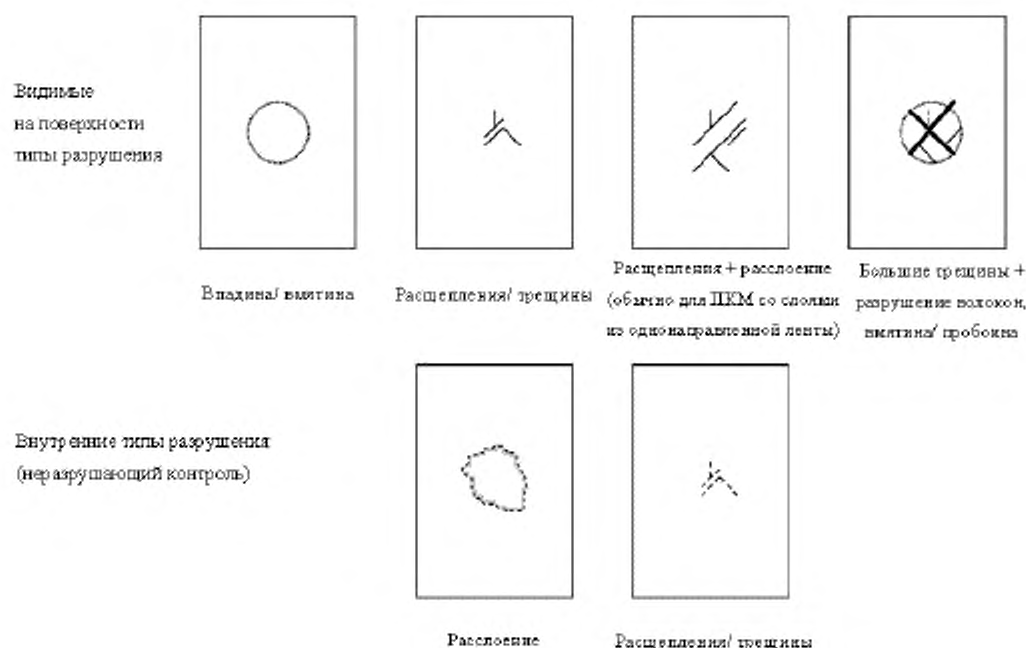 Видимые
на поверхности
типы разрушения
Впадина/ вмятина
Расщепления/ трещины
Расщепления + расслоение
(обычно для ПКМ со слоями
из однонаправленной ленты)
Большие трещины +
разрушение волокон,
вмятина/ пробоина
Внутренние типы разрушения
(неразрушающий контроль)
Расслоение
Расщепления/ трещины